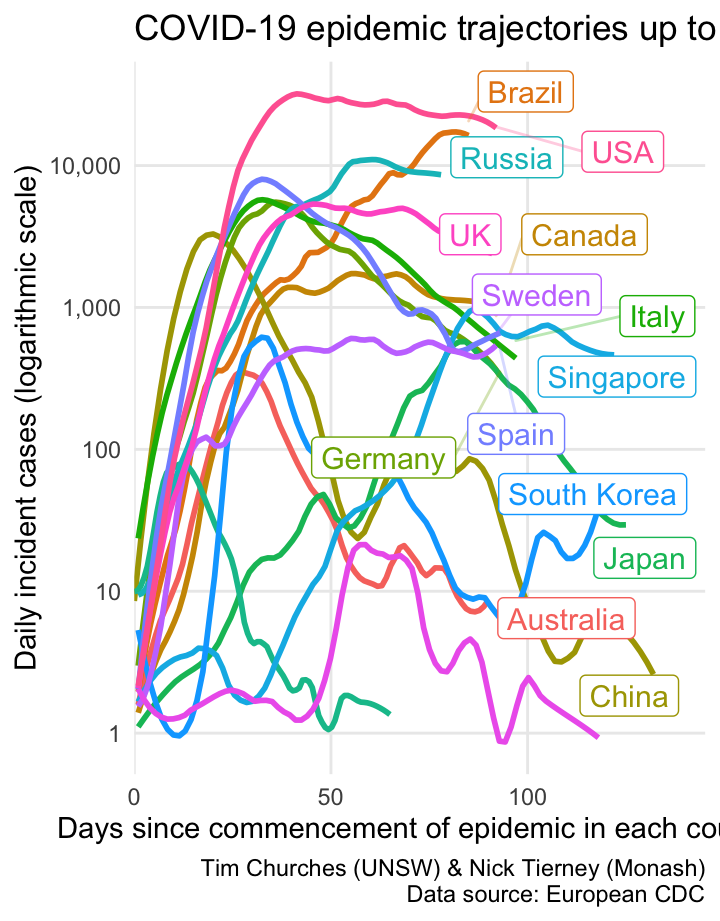 COVID-19 epidemic trajectories up to
Daily incident cases (logarithmic scale)
10,000
1,000
100
10
1
Brazil
USA
Russia
UK
Canada
Sweden
Italy
Singapore
Spain
Germany
South Korea
Japan
Australia
China
0 50 100
Days since commencement of epidemic in each
Tim Churches (UNSW) & Nick Tierney (Monash)
Data source: European CDC